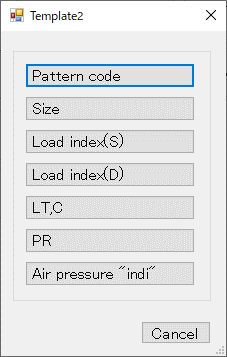 Template2
Pattern code
Size
Load index(S)
Load index(D)
LT,C
PR
Air pressure "indi"
Cancel